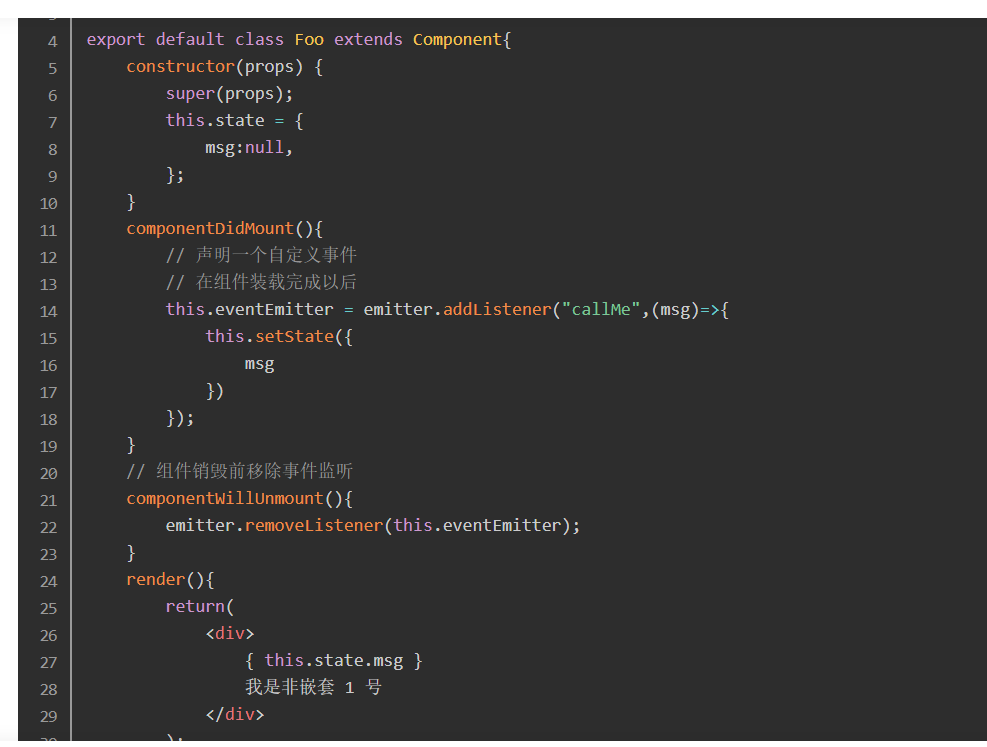 4 export default class Foo extends Component{
5 constructor(props) {
6 super(props);
7 this.state = {
8 msg:null,
9 };
10 }
11 componentDidMount(){
12 // 声明一个自定义事件
13 // 在组件装载完成以后
14 this.eventEmitter = emitter.addListener("callMe",(msg)=>{
15 this.setState({
16 msg
17 })
18 });
19 }
20 // 组件销毁前移除事件监听
21 componentWillUnmount(){
22 emitter.removeListener(this.eventEmitter);
23 }
24 render(){
25 return(
26 <div>
27 { this.state.msg }
28 我是非嵌套 1 号
29 </div>